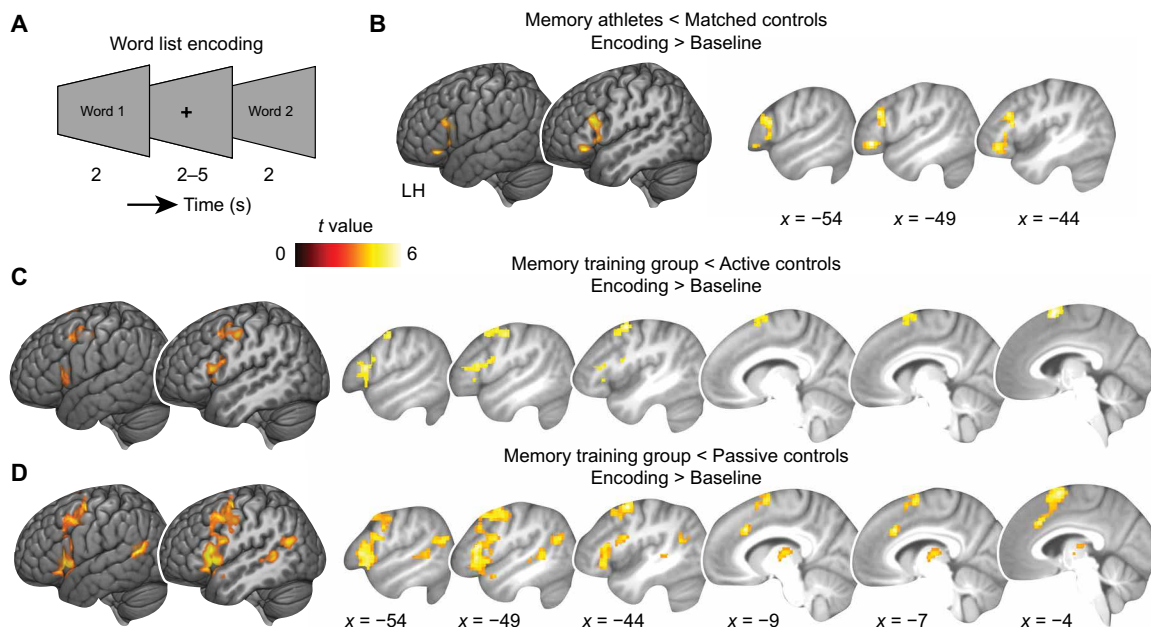 A
Word list encoding
Word 1
+
Word 2
2
2–5
2
Time (s)
B
Memory athletes < Matched controls
Encoding > Baseline
LH
x = −54
x = −49
x = −44
t value
0
6
C
Memory training group < Active controls
Encoding > Baseline
D
Memory training group < Passive controls
Encoding > Baseline
x = −54
x = −49
x = −44
x = −9
x = −7
x = −4